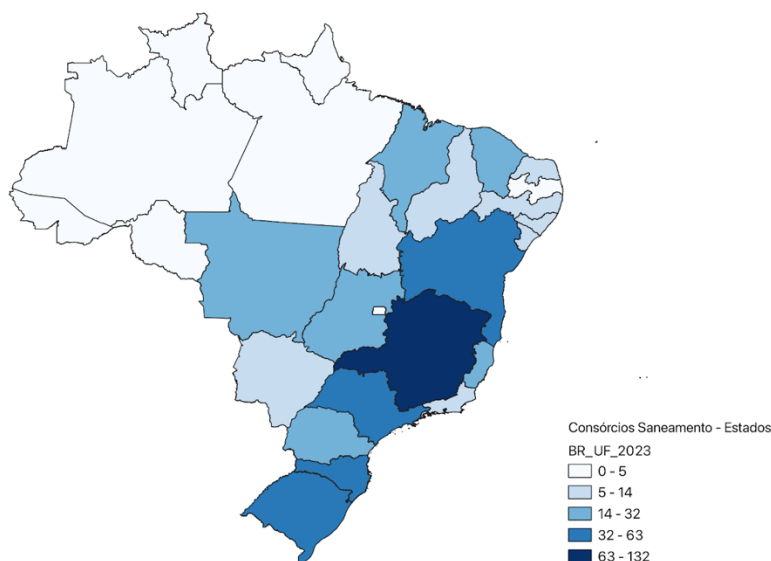 Consórcios Saneamento - Estados
BR_UF_2023
0 - 5
5 - 14
14 - 32
32 - 63
63 - 132